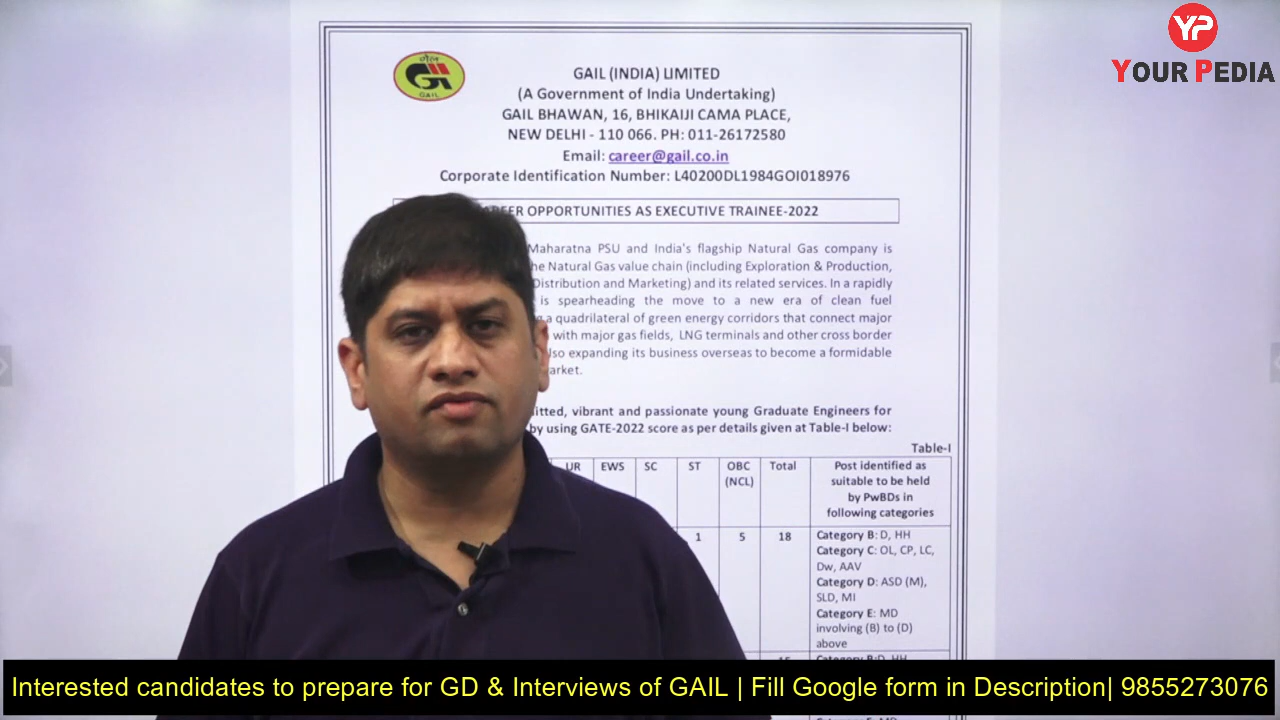 YP
YOUR PEDIA
गेल
GAIL
GAIL (INDIA) LIMITED
(A Government of India Undertaking)
GAIL BHAWAN, 16, BHIKAIJI CAMA PLACE,
NEW DELHI - 110 066. PH: 011-26172580
Email: career@gail.co.in
Corporate Identification Number: L40200DL1984GOI018976
OPPORTUNITIES AS EXECUTIVE TRAINEE-2022
Maharatna PSU and India's flagship Natural Gas company is
Natural Gas value chain (including Exploration & Production,
Distribution and Marketing) and its related services. In a rapidly
is spearheading the move to a new era of clean fuel
a quadrilateral of green energy corridors that connect major
with major gas fields, LNG terminals and other cross border
expanding its business overseas to become a formidable
and passionate young Graduate Engineers for
by using GATE-2022 score as per details given at Table-I below:
Table-I
UR EWS SC ST OBC (NCL) Total
Post identified as
suitable to be held
by PwBDs in
following categories
1 5 18
Category B: D, HH
Category C: OL, CP, LC,
Dw, AAV
Category D: ASD (M),
SLD, MI
Category E: MD
involving (B) to (D)
above
Interested candidates to prepare for GD & Interviews of GAIL | Fill Google form in Description| 9855273076